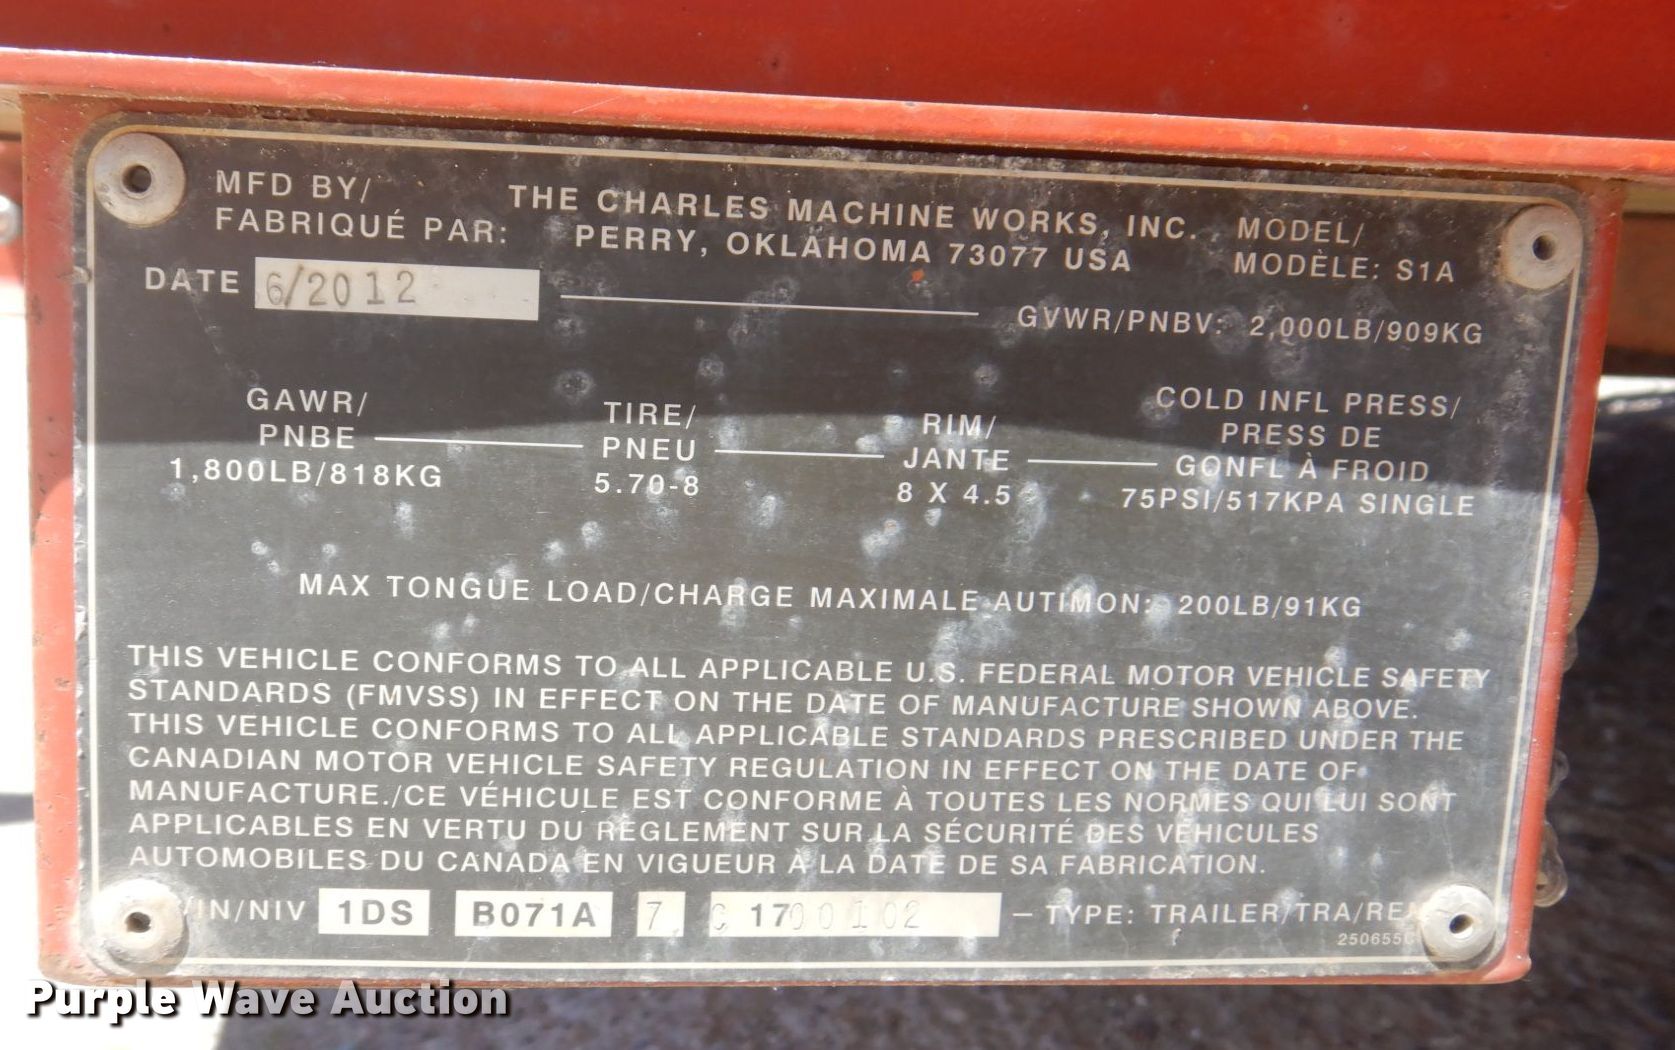 MFD BY/
FABRIQUÉ PAR:
THE CHARLES MACHINE WORKS, INC.
PERRY, OKLAHOMA 73077 USA
MODEL/
MODÈLE: S1A
DATE 6/2012
GVWR/PNBV: 2,000LB/909KG
GAWR/
PNBE
1,800LB/818KG
TIRE/
PNEU
5.70-8
RIM/
JANTE
8 X 4.5
COLD INFL PRESS/
PRESS DE
GONFL À FROID
75PSI/517KPA SINGLE
MAX TONGUE LOAD/CHARGE MAXIMALE AUTIMON: 200LB/91KG
THIS VEHICLE CONFORMS TO ALL APPLICABLE U.S. FEDERAL MOTOR VEHICLE SAFETY
STANDARDS (FMVSS) IN EFFECT ON THE DATE OF MANUFACTURE SHOWN ABOVE.
THIS VEHICLE CONFORMS TO ALL APPLICABLE STANDARDS PRESCRIBED UNDER THE
CANADIAN MOTOR VEHICLE SAFETY REGULATION IN EFFECT ON THE DATE OF
MANUFACTURE./CE VÉHICULE EST CONFORME À TOUTES LES NORMES QUI LUI SONT
APPLICABLES EN VERTU DU RÈGLEMENT SUR LA SÉCURITÉ DES VÉHICULES
AUTOMOBILES DU CANADA EN VIGUEUR À LA DATE DE SA FABRICATION.
VIN/NIV 1DS B071A 7 C 1700102 – TYPE: TRAILER/TRA/REM
250655
Purple Wave Auction